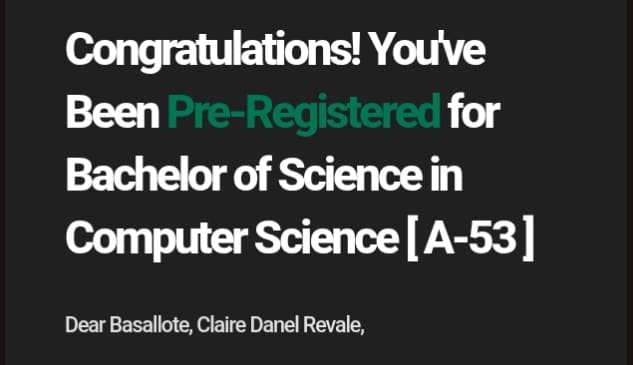 Congratulations! You've
Been Pre-Registered for
Bachelor of Science in
Computer Science [ A-53 ]
Dear Basallote, Claire Danel Revale,